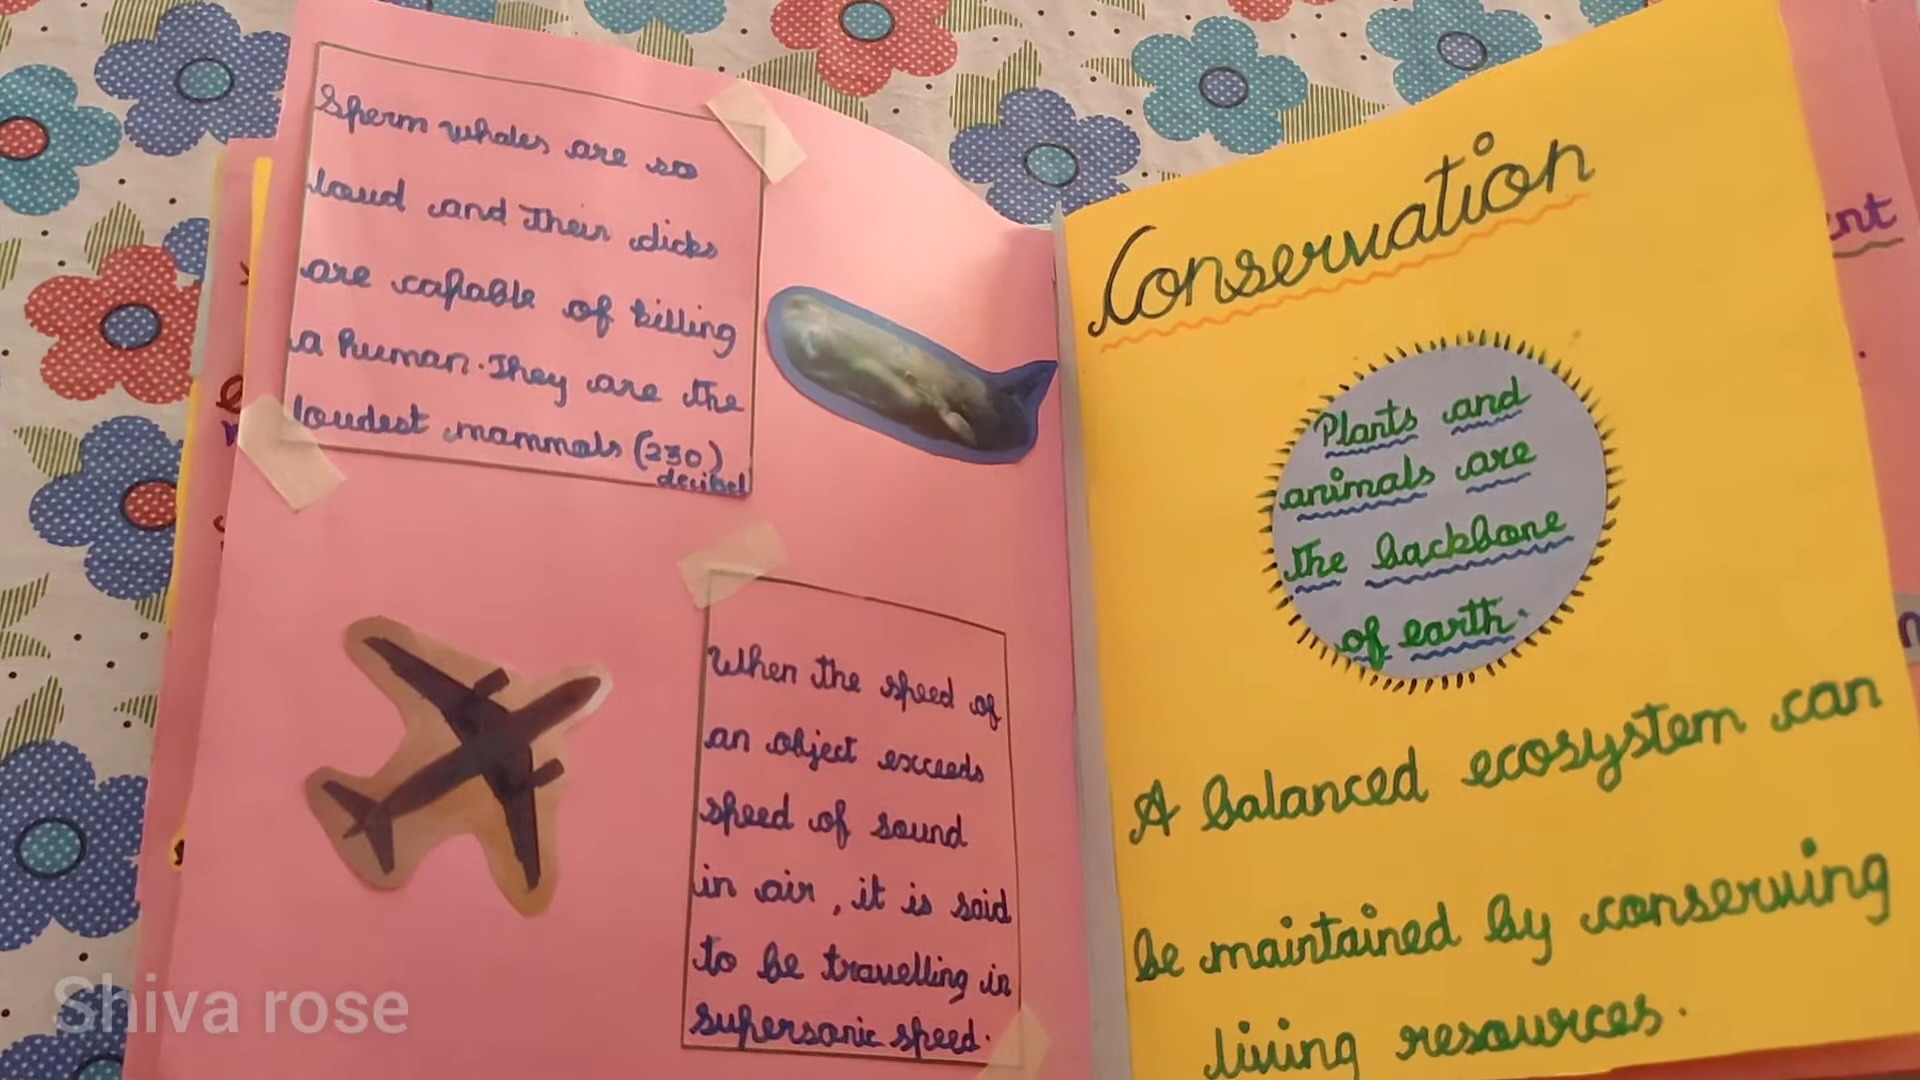 Sperm whales are so
loud and their clicks
are capable of killing
a human. They are the
loudest mammals (230)
decibel
When the speed of
an object exceeds
speed of sound
in air, it is said
to be travelling in
supersonic speed.
Conservation
Plants and
animals are
the backbone
of earth.
A balanced ecosystem can
be maintained by conserving
living resources.
Shiva rose